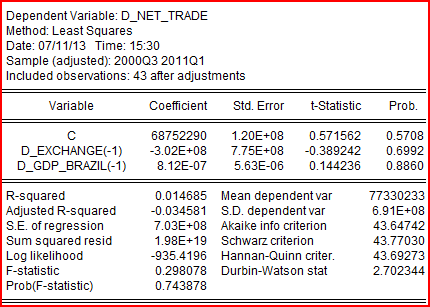 Dependent Variable: D_NET_TRADE
Method: Least Squares
Date: 07/11/13 Time: 15:30
Sample (adjusted): 2000Q3 2011Q1
Included observations: 43 after adjustments
Variable Coefficient Std. Error t-Statistic Prob.
C 68752290 1.20E+08 0.571562 0.5708
D_EXCHANGE(-1) -3.02E+08 7.75E+08 -0.389242 0.6992
D_GDP_BRAZIL(-1) 8.12E-07 5.63E-06 0.144236 0.8860
R-squared 0.014685 Mean dependent var 77330233
Adjusted R-squared -0.034581 S.D. dependent var 6.91E+08
S.E. of regression 7.03E+08 Akaike info criterion 43.64742
Sum squared resid 1.98E+19 Schwarz criterion 43.77030
Log likelihood -935.4196 Hannan-Quinn criter. 43.69273
F-statistic 0.298078 Durbin-Watson stat 2.702344
Prob(F-statistic) 0.743878